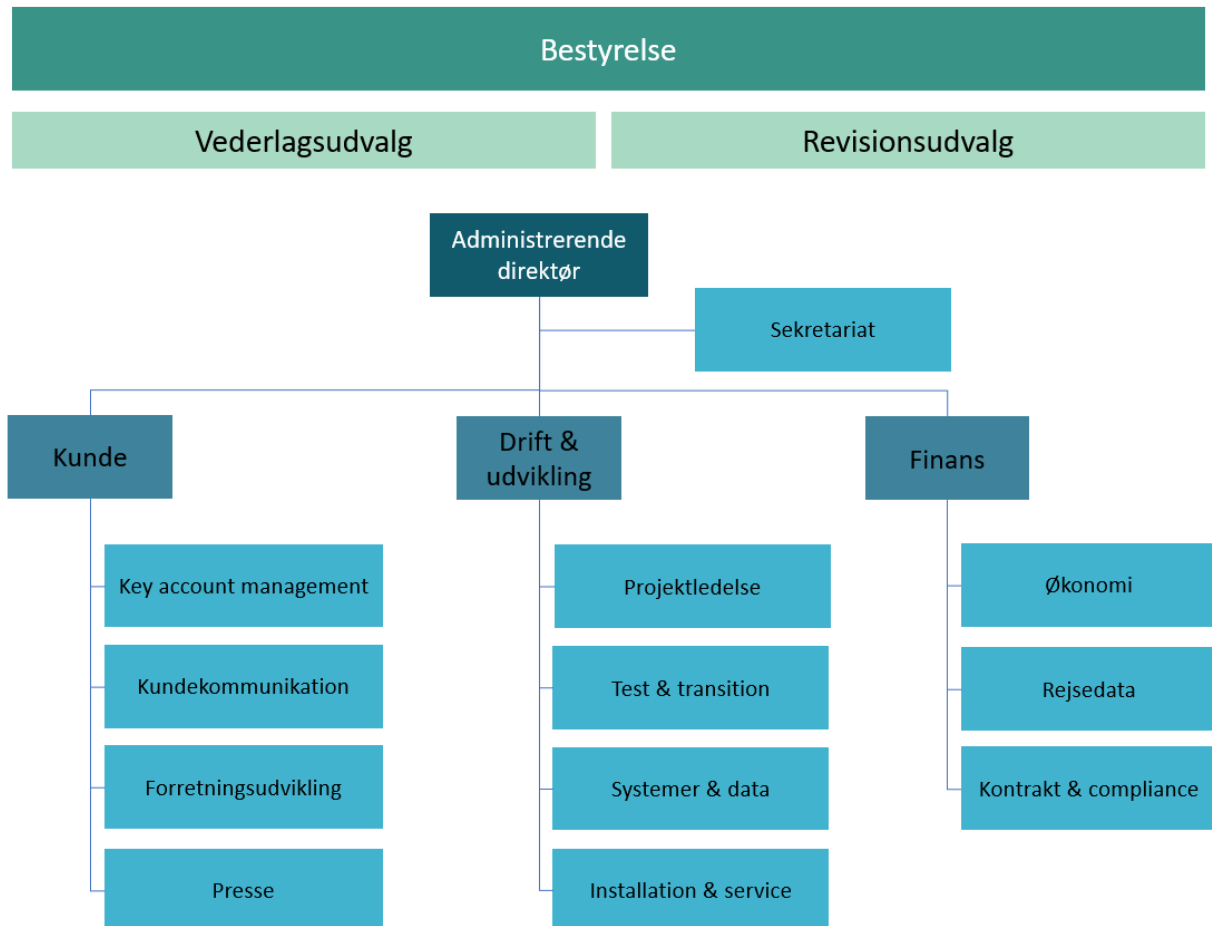 Bestyrelse
Vederlagsudvalg
Revisionsudvalg
Administrerende
direktør
Sekretariat
Kunde
Drift &
udvikling
Finans
Key account management
Projektledelse
Økonomi
Kundekommunikation
Test & transition
Rejsedata
Forretningsudvikling
Systemer & data
Kontrakt & compliance
Presse
Installation & service